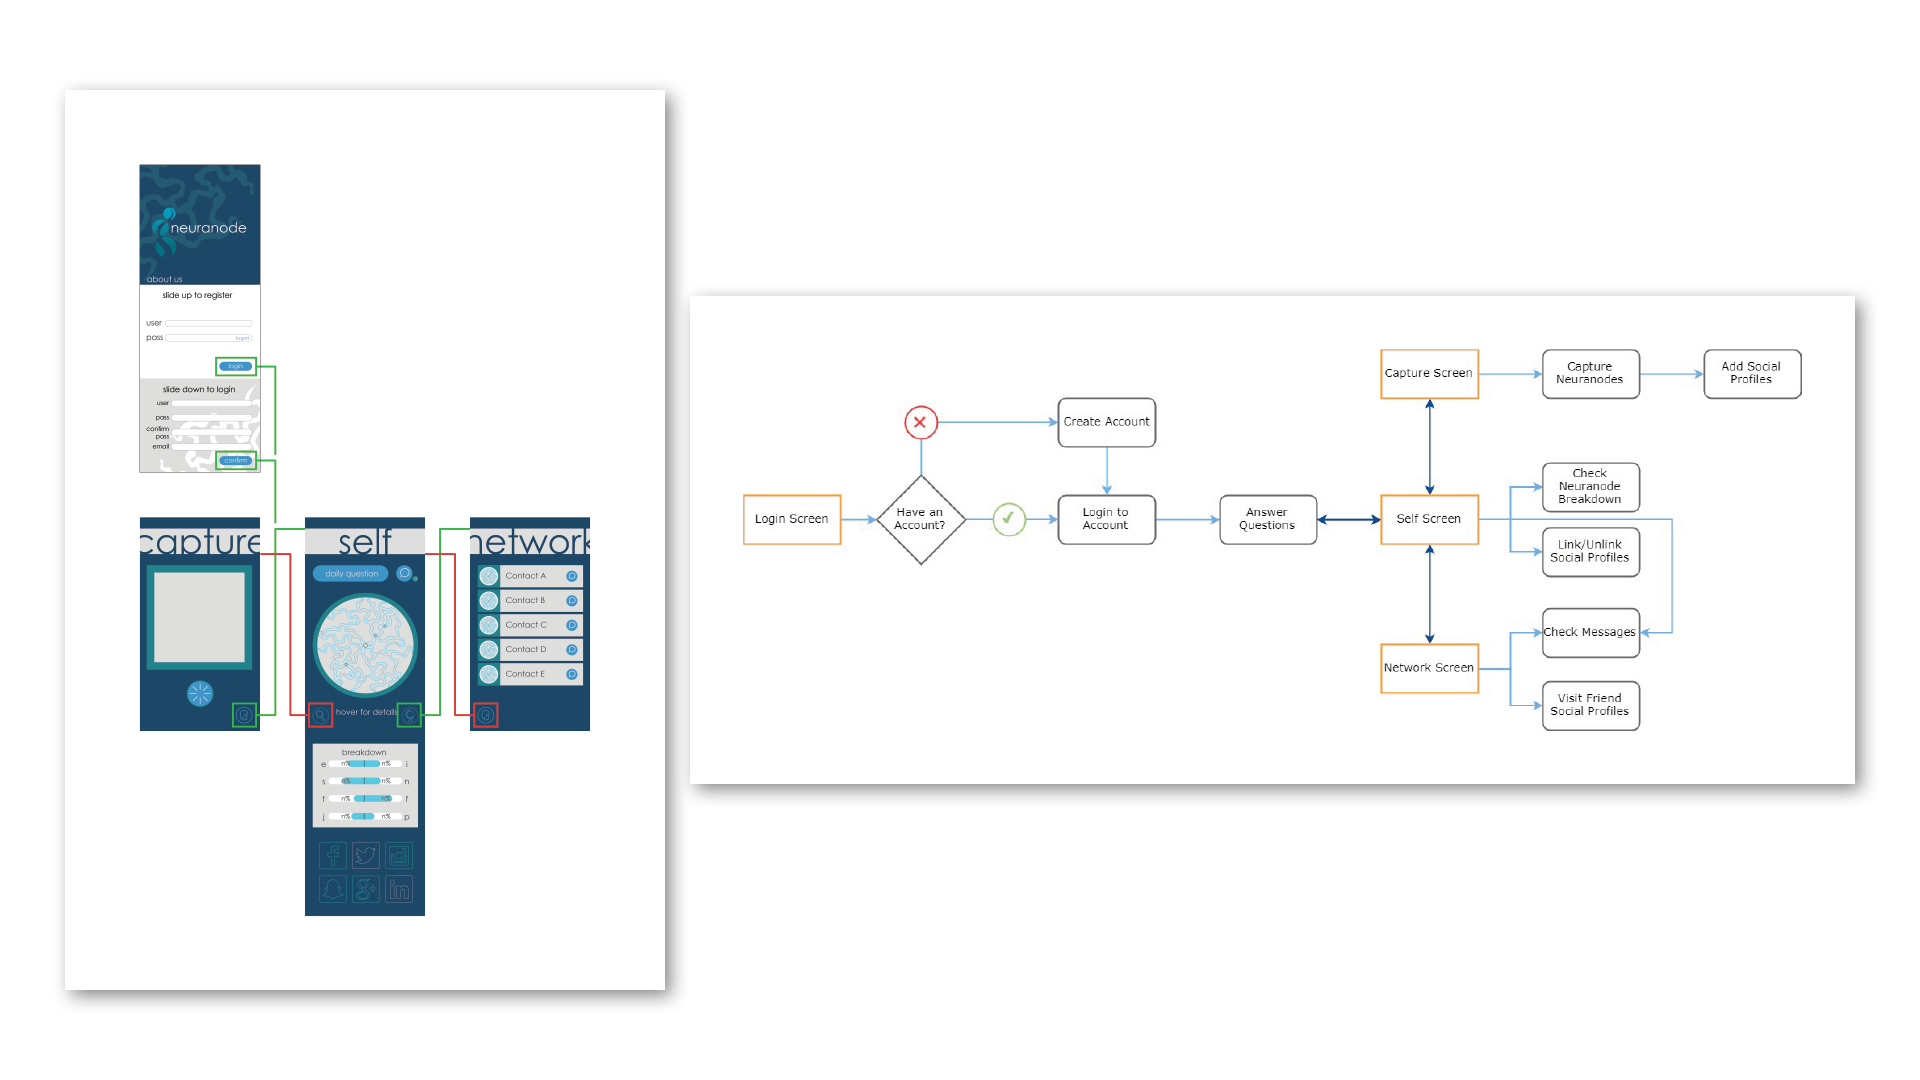 neuranode
about us
slide up to register
user
pass
forgot?
login
slide down to login
user
pass
confirm
pass
email
confirm
capture
self
daily question
hover for details
breakdown
e n% n% i
s n% n% n
t n% n% f
j n% n% p
network
Contact A
Contact B
Contact C
Contact D
Contact E
Login Screen
Have an
Account?
Create Account
Login to
Account
Answer
Questions
Capture Screen
Self Screen
Network Screen
Capture
Neuranodes
Add Social
Profiles
Check
Neuranode
Breakdown
Link/Unlink
Social Profiles
Check Messages
Visit Friend
Social Profiles